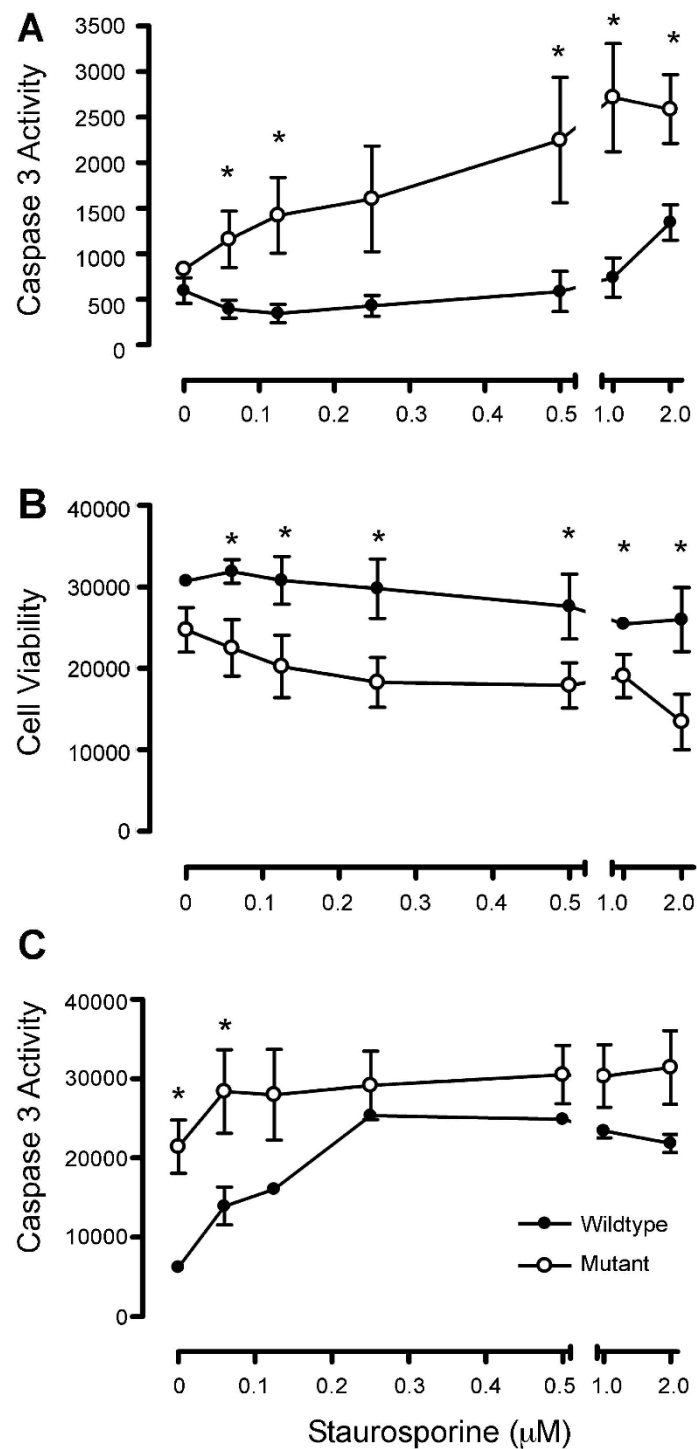 A
Caspase 3 Activity
3500
3000
2500
2000
1500
1000
500
0
* * * * *
0 0.1 0.2 0.3 0.4 0.5 1.0 2.0
B
Cell Viability
40000
30000
20000
10000
0
* * * * * *
0 0.1 0.2 0.3 0.4 0.5 1.0 2.0
C
Caspase 3 Activity
40000
30000
20000
10000
0
* *
Wildtype
Mutant
0 0.1 0.2 0.3 0.4 0.5 1.0 2.0
Staurosporine (μM)